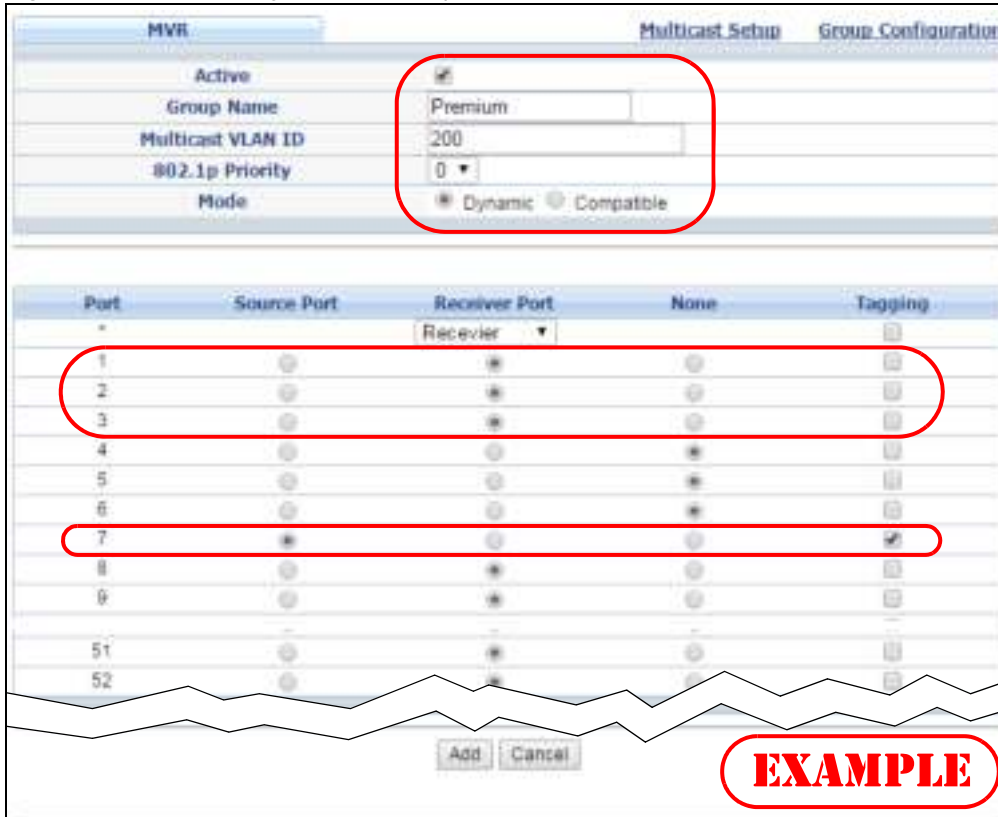 MVR Multicast Setup Group Configuration
Active
Group Name Premium
Multicast VLAN ID 200
802.1p Priority 0
Mode Dynamic Compatible
Port Source Port Receiver Port None Tagging
* Recevier
1
2
3
4
5
6
7
8
9
51
52
Add Cancel
EXAMPLE